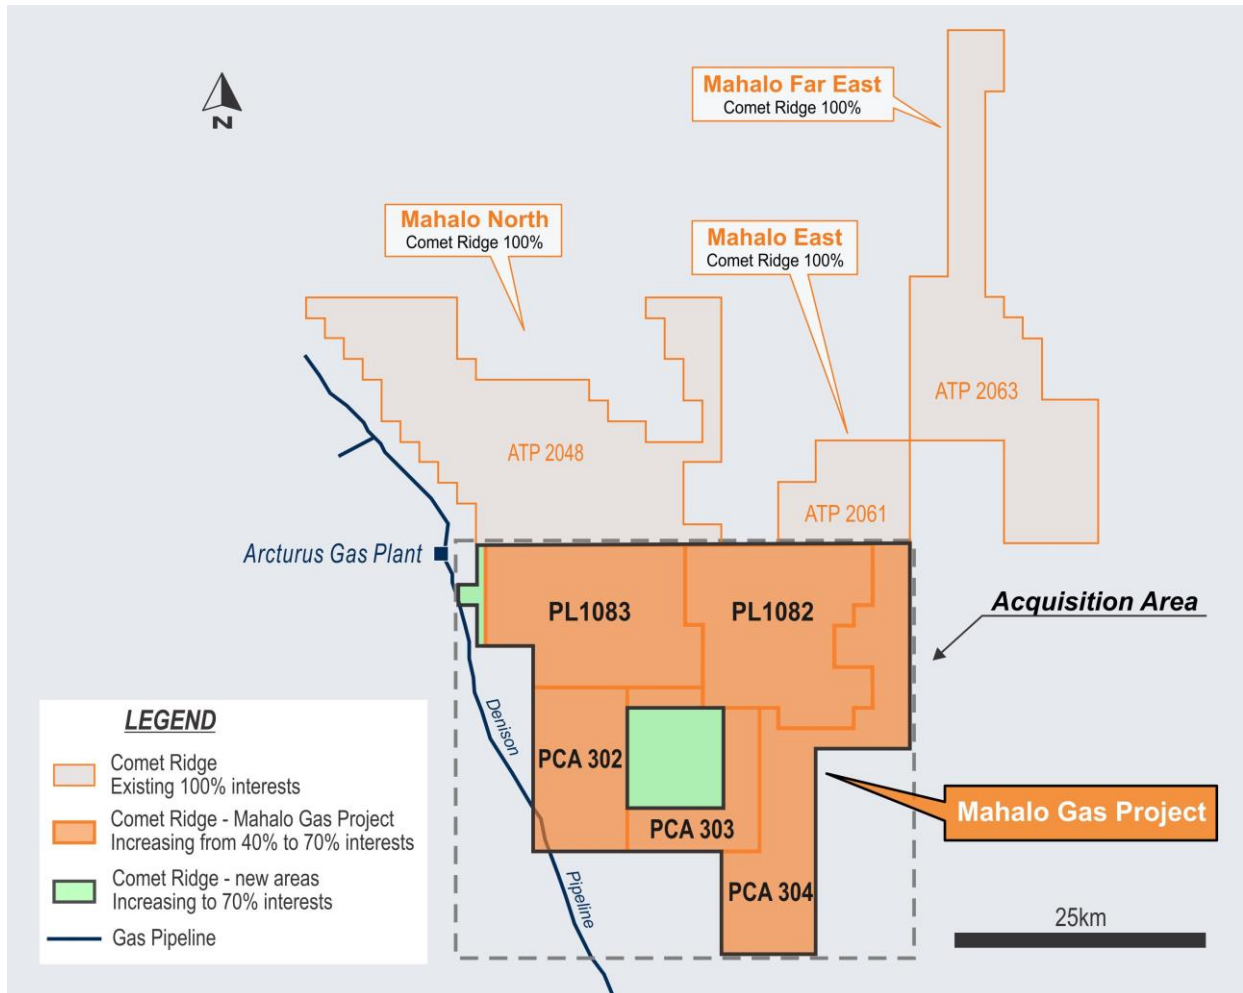 Mahalo Far East
Comet Ridge 100%
N
Mahalo North
Comet Ridge 100%
Mahalo East
Comet Ridge 100%
ATP 2063
ATP 2048
ATP 2061
Arcturus Gas Plant
PL1083
PL1082
Acquisition Area
Denison
Pipeline
PCA 302
PCA 303
PCA 304
Mahalo Gas Project
25km
LEGEND
Comet Ridge
Existing 100% interests
Comet Ridge - Mahalo Gas Project
Increasing from 40% to 70% interests
Comet Ridge - new areas
Increasing to 70% interests
Gas Pipeline